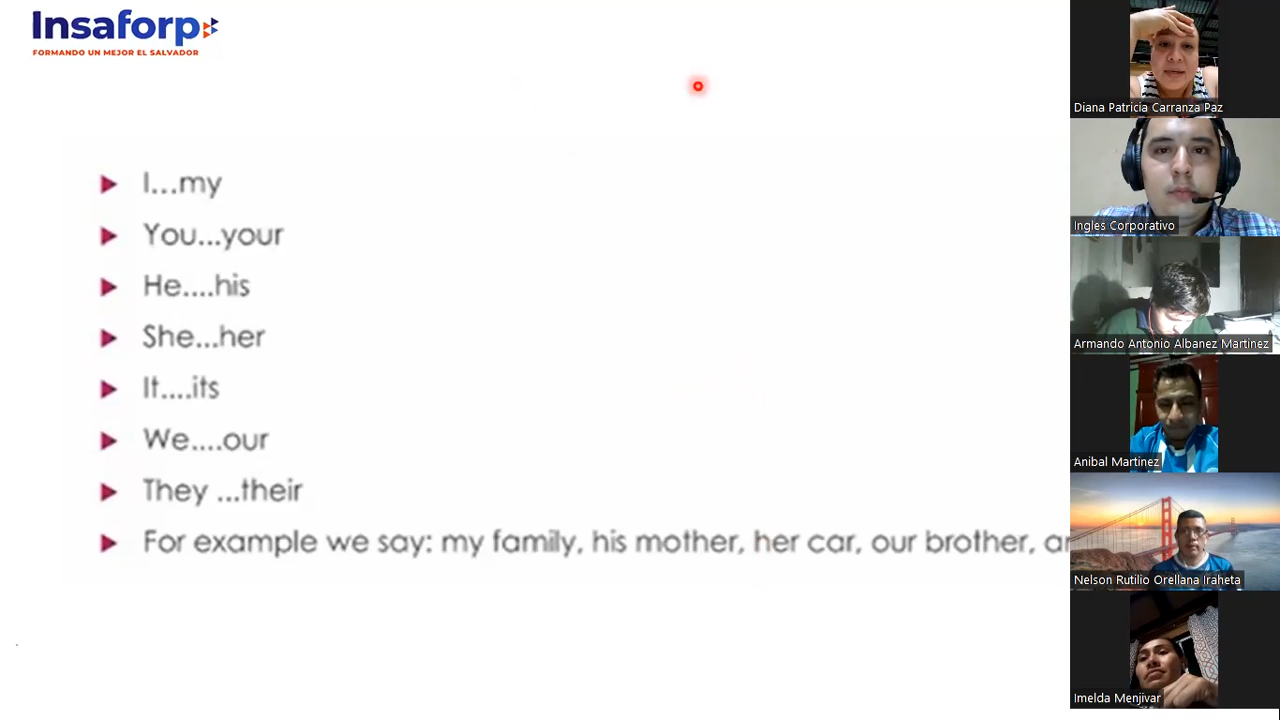 Insaforp
FORMANDO UN MEJOR EL SALVADOR
I...my
You...your
He....his
She...her
It....its
We....our
They ...their
For example we say: my family, his mother, her car, our brother,
Diana Patricia Carranza Paz
Ingles Corporativo
Armando Antonio Albanez Martinez
Anibal Martinez
Nelson Rutilio Orellana Iraheta
Imelda Menjivar